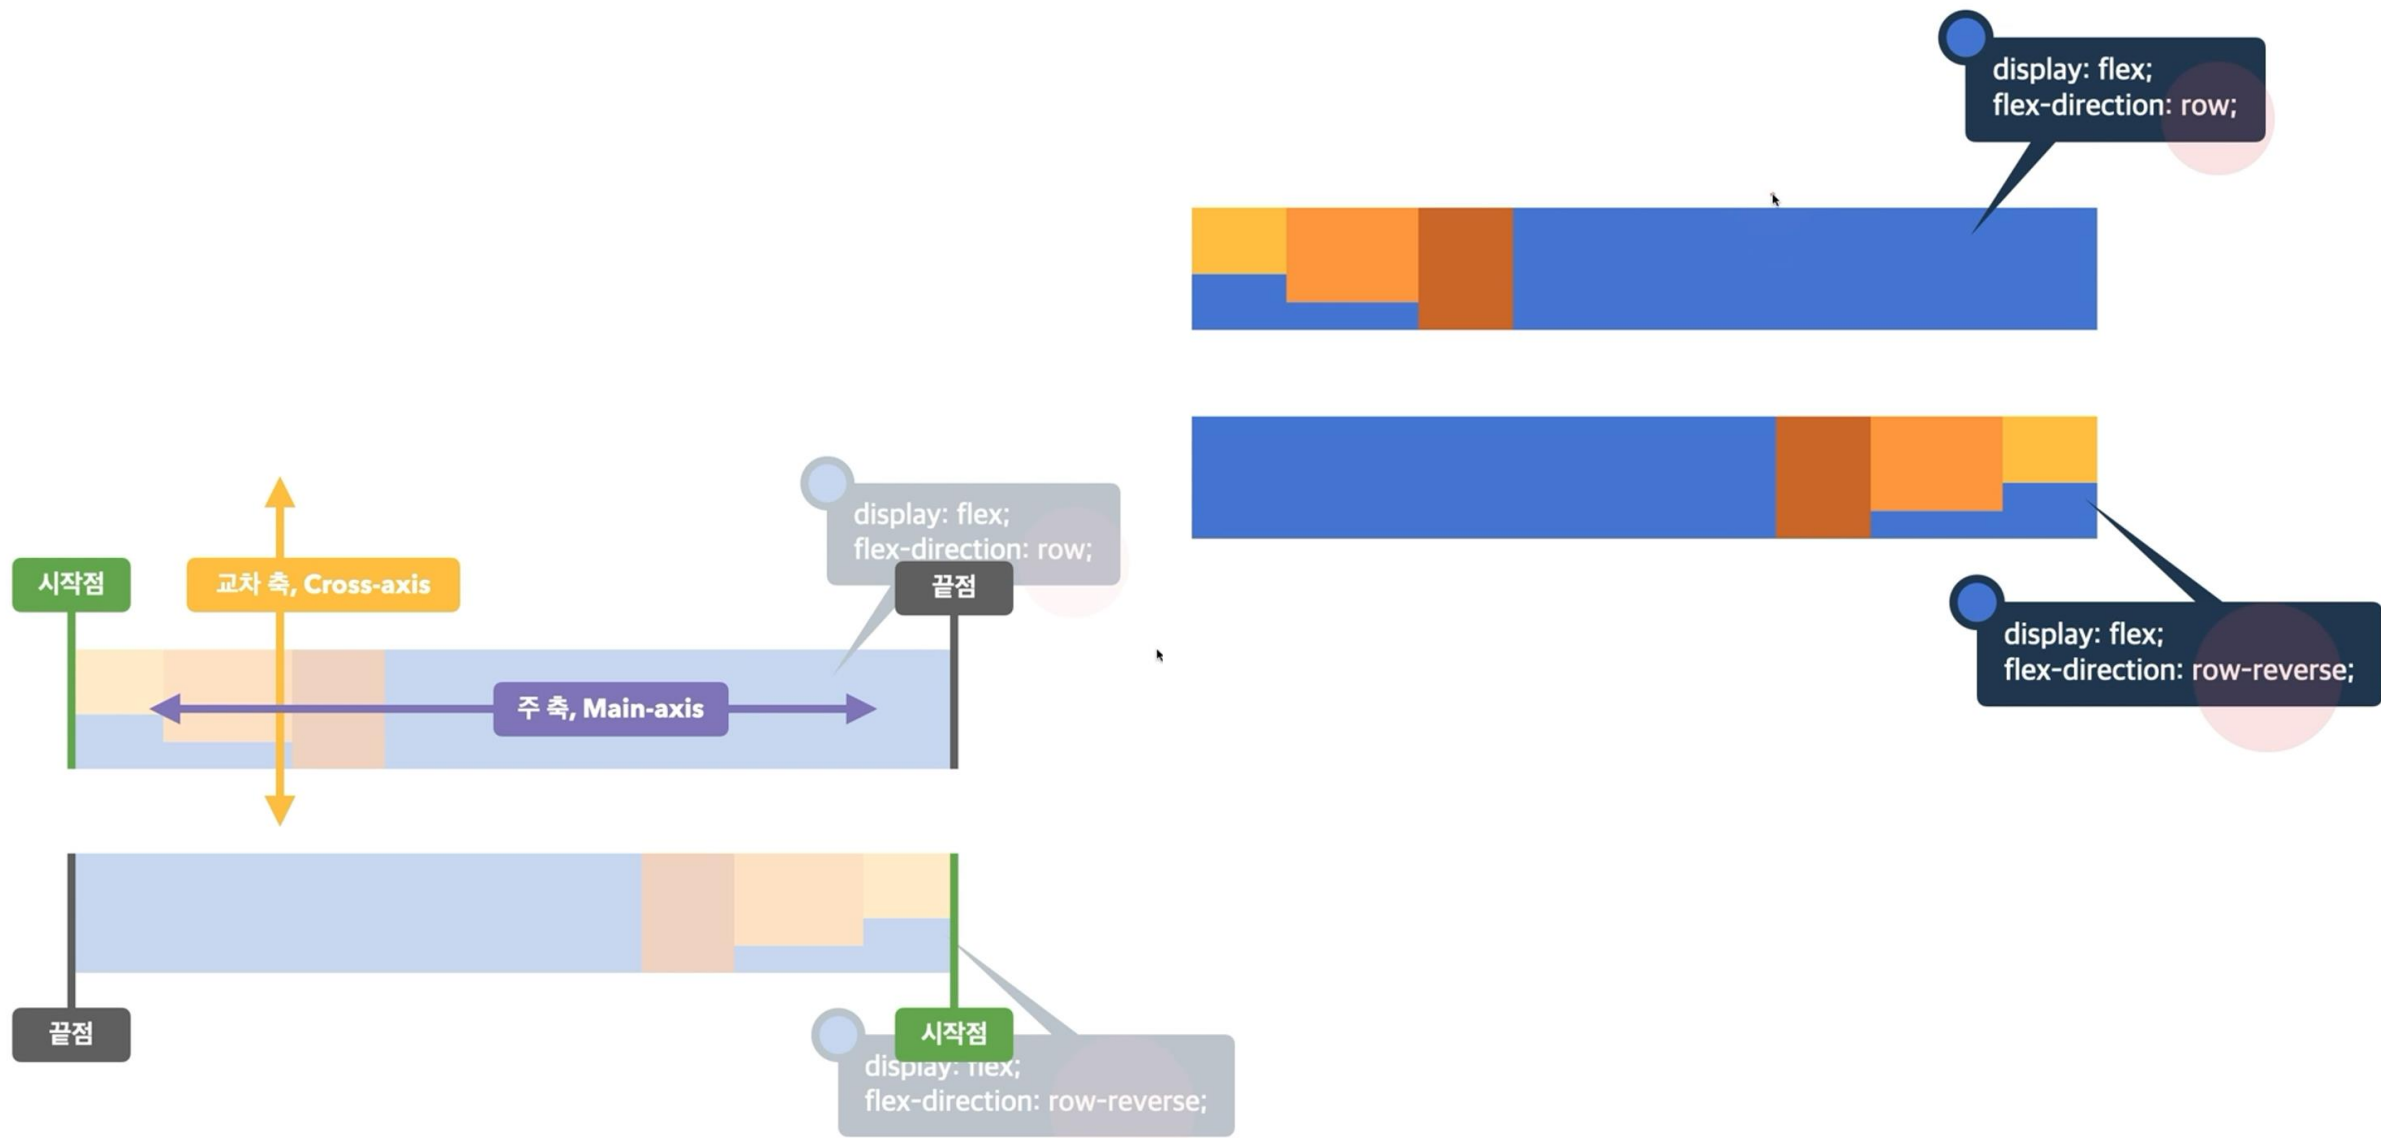 display: flex;
flex-direction: row;
display: flex;
flex-direction: row-reverse;
display: flex;
flex-direction: row;
시작점
교차 축, Cross-axis
끝점
주 축, Main-axis
끝점
시작점
display: flex;
flex-direction: row-reverse;